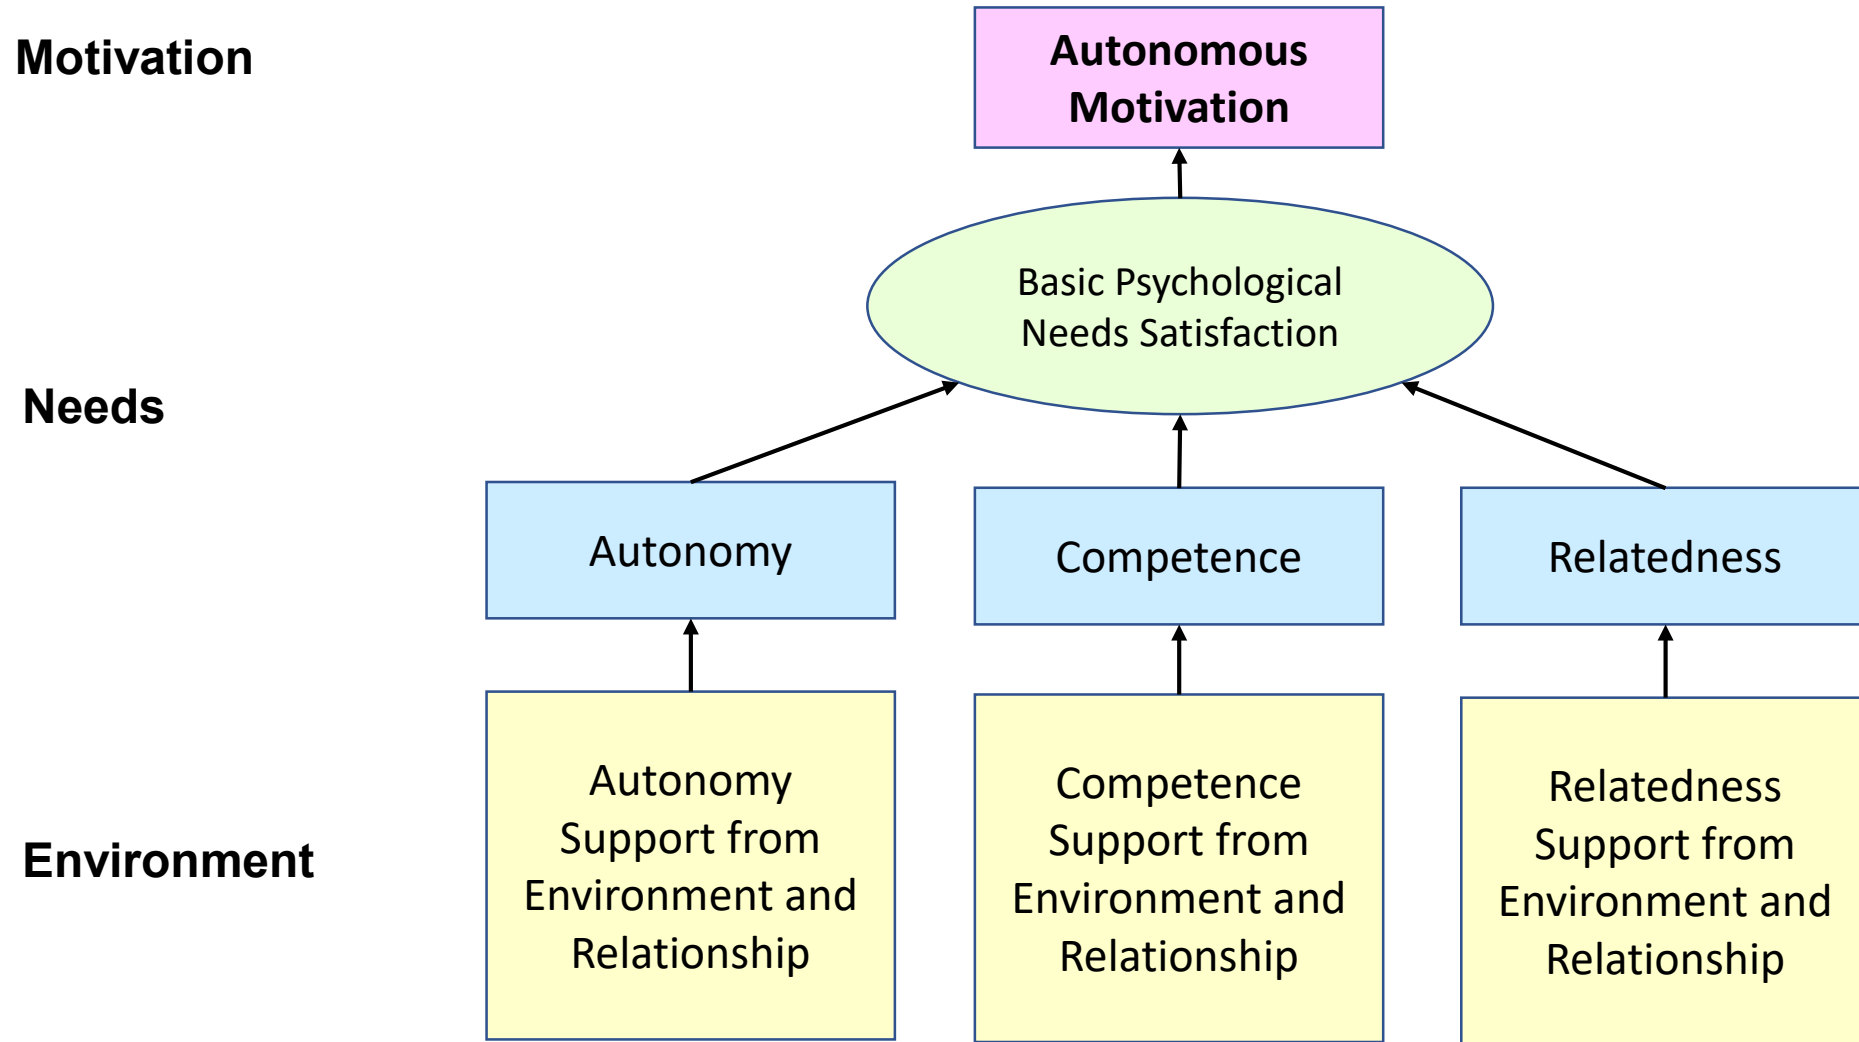 Motivation
Autonomous
Motivation
Basic Psychological
Needs Satisfaction
Needs
Autonomy
Competence
Relatedness
Environment
Autonomy
Support from
Environment and
Relationship
Competence
Support from
Environment and
Relationship
Relatedness
Support from
Environment and
Relationship